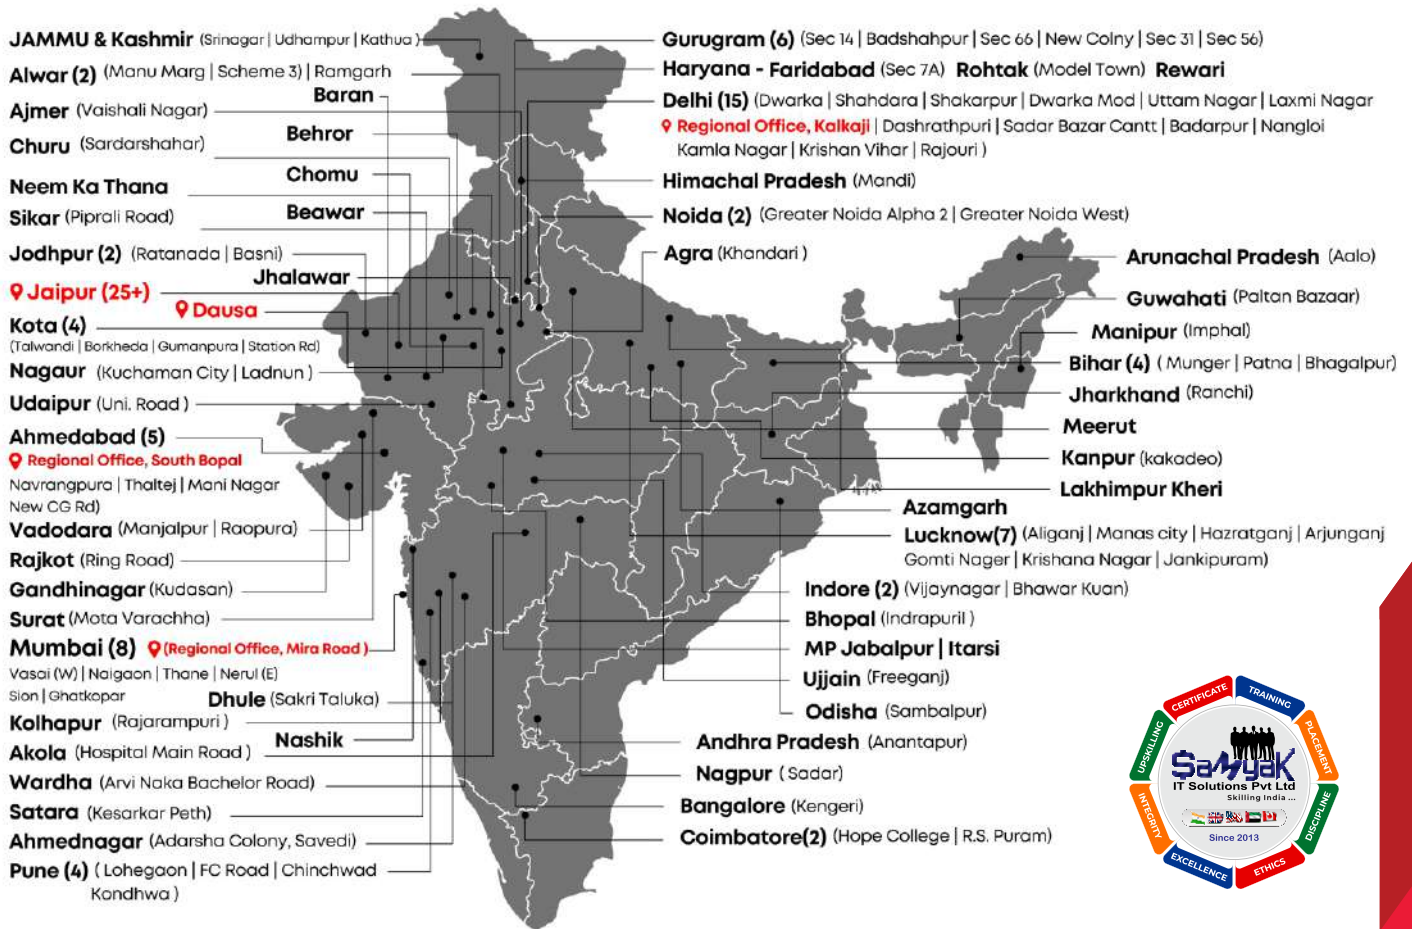 JAMMU & Kashmir (Srinagar | Udhampur | Kathua )
Alwar (2) (Manu Marg | Scheme 3) | Ramgarh
Baran
Ajmer (Vaishali Nagar)
Behror
Churu (Sardarshahar)
Chomu
Neem Ka Thana
Beawar
Sikar (Piprali Road)
Jodhpur (2) (Ratanada | Basni)
Jhalawar
Jaipur (25+)
Dausa
Kota (4)
(Talwandi | Borkheda | Gumanpura | Station Rd)
Nagaur (Kuchaman City | Ladnun )
Udaipur (Uni. Road )
Ahmedabad (5)
Regional Office, South Bopal
Navrangpura | Thaltej | Mani Nagar
New CG Rd)
Vadodara (Manjalpur | Raopura)
Rajkot (Ring Road)
Gandhinagar (Kudasan)
Surat (Mota Varachha)
Mumbai (8) (Regional Office, Mira Road )
Vasai (W) | Naigaon | Thane | Nerul (E)
Sion | Ghatkopar
Dhule (Sakri Taluka)
Kolhapur (Rajarampuri )
Nashik
Akola (Hospital Main Road )
Wardha (Arvi Naka Bachelor Road)
Satara (Kesarkar Peth)
Ahmednagar (Adarsha Colony, Savedi)
Pune (4) ( Lohegaon | FC Road | Chinchwad
Kondhwa )
Gurugram (6) (Sec 14 | Badshahpur | Sec 66 | New Colny | Sec 31 | Sec 56)
Haryana - Faridabad (Sec 7A) Rohtak (Model Town) Rewari
Delhi (15) (Dwarka | Shahdara | Shakarpur | Dwarka Mod | Uttam Nagar | Laxmi Nagar
Regional Office, Kalkaji | Dashrathpuri | Sadar Bazar Cantt | Badarpur | Nangloi
Kamla Nagar | Krishan Vihar | Rajouri )
Himachal Pradesh (Mandi)
Noida (2) (Greater Noida Alpha 2 | Greater Noida West)
Agra (Khandari )
Arunachal Pradesh (Aalo)
Guwahati (Paltan Bazaar)
Manipur (Imphal)
Bihar (4) ( Munger | Patna | Bhagalpur)
Jharkhand (Ranchi)
Meerut
Kanpur (kakadeo)
Lakhimpur Kheri
Azamgarh
Lucknow(7) (Aliganj | Manas city | Hazratganj | Arjunganj
Gomti Nager | Krishana Nagar | Jankipuram)
Indore (2) (Vijaynagar | Bhawar Kuan)
Bhopal (Indrapuril )
MP Jabalpur | Itarsi
Ujjain (Freeganj)
Odisha (Sambalpur)
Andhra Pradesh (Anantapur)
Nagpur ( Sadar)
Bangalore (Kengeri)
Coimbatore(2) (Hope College | R.S. Puram)
CERTIFICATE
TRAINING
UPSKILLING
PLACEMENT
SamyaK
IT Solutions Pvt Ltd
Skilling India ...
INTEGRITY
DISCIPLINE
Since 2013
EXCELLENCE
ETHICS